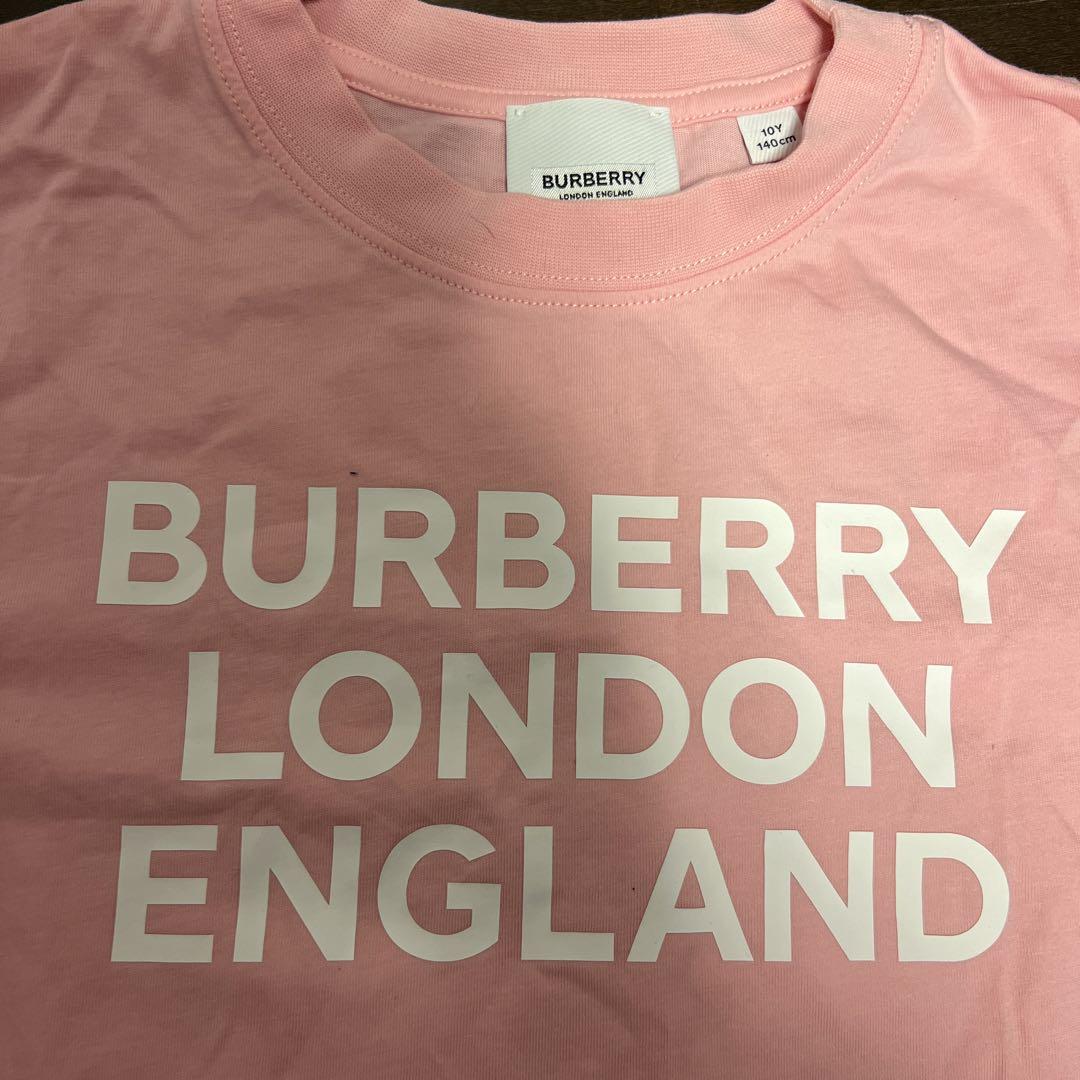 BURBERRY
LONDON ENGLAND
10Y
140cm
BURBERRY
LONDON
ENGLAND